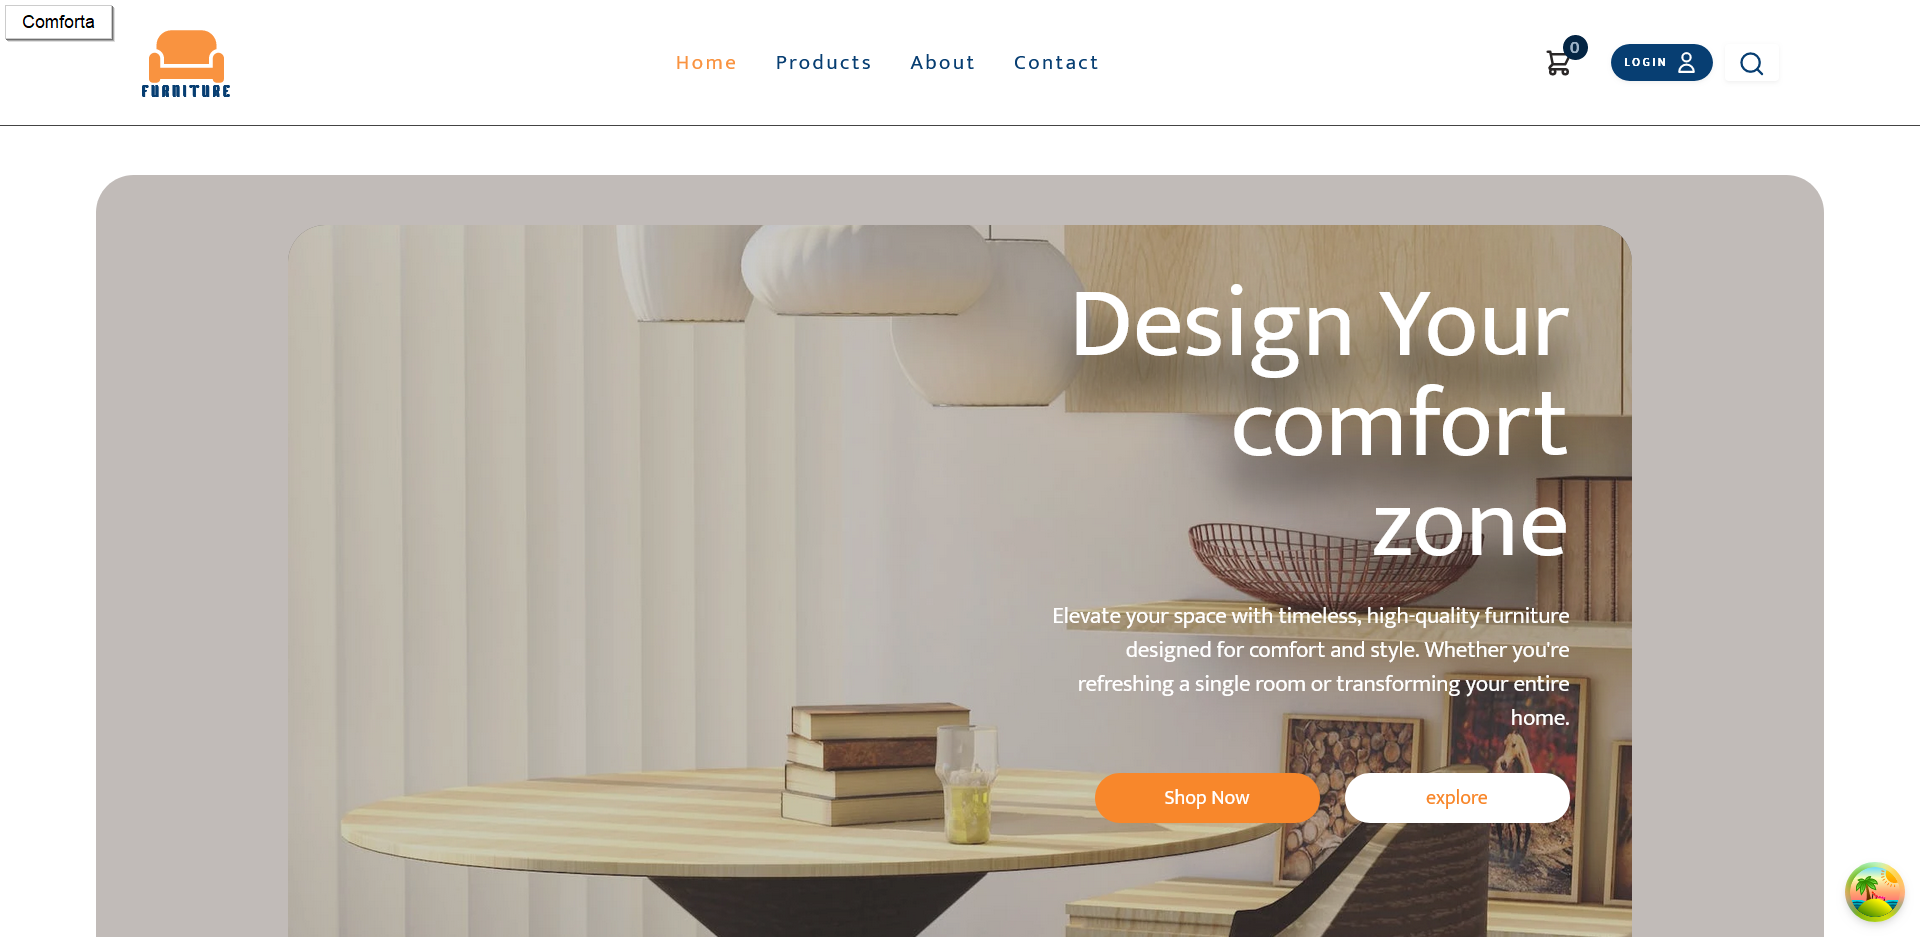 Comforta
FURNITURE
Home
Products
About
Contact
0
LOGIN
Design Your
comfort
zone
Elevate your space with timeless, high-quality furniture
designed for comfort and style. Whether you're
refreshing a single room or transforming your entire
home.
Shop Now
explore